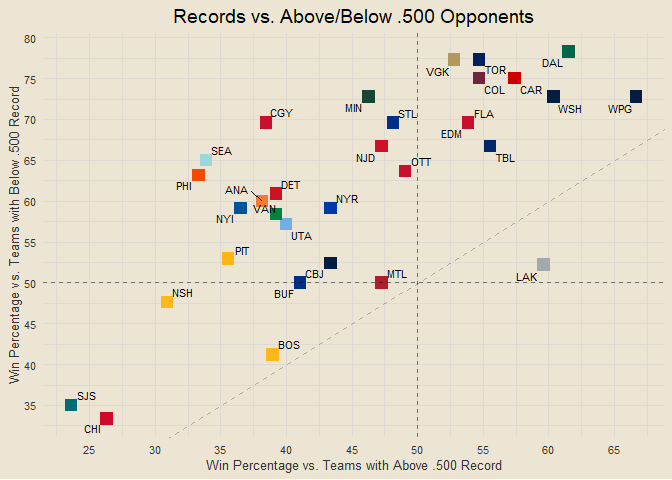 Records vs. Above/Below .500 Opponents
Win Percentage vs. Teams with Below .500 Record
80
75
70
65
60
55
50
45
40
35
DAL
VGK
TOR
COL
CAR
MIN
WSH
WPG
CGY
STL
FLA
EDM
SEA
NJD
TBL
OTT
PHI
ANA
DET
VAN
NYI
NYR
UTA
PIT
CBJ
LAK
MTL
BUF
NSH
BOS
SJS
CHI
25
30
35
40
45
50
55
60
65
Win Percentage vs. Teams with Above .500 Record